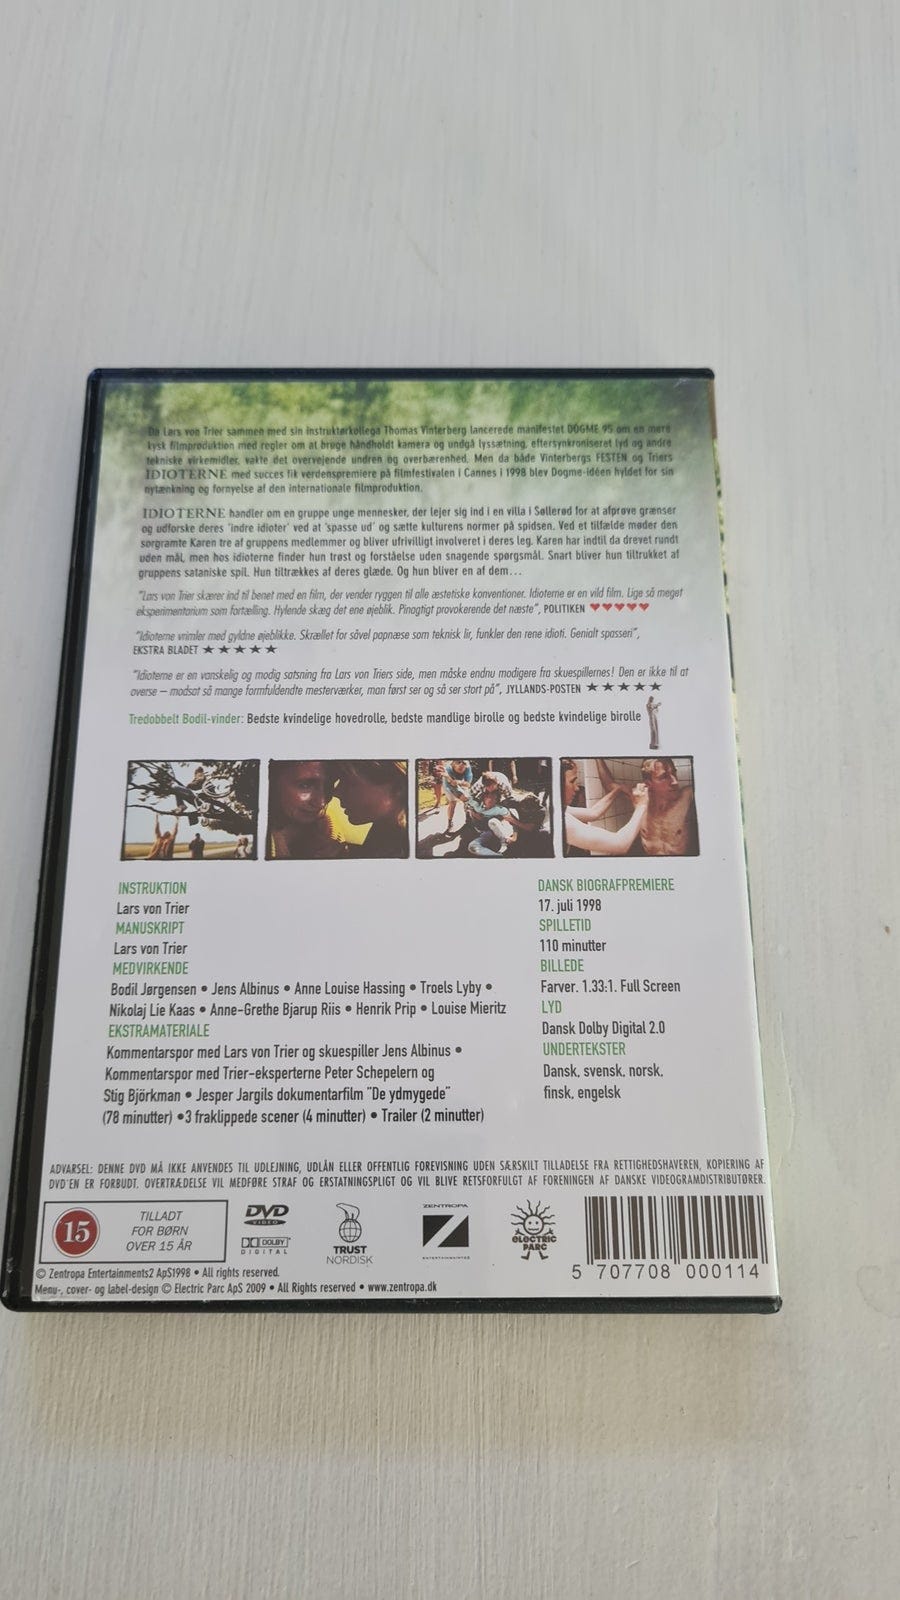 Da Lars von Trier sammen med sin instruktørkollega Thomas Vinterberg lancerede manifestet DOGME 95 om en mere
kysk filmproduktion med regler om at bruge håndholdt kamera og undgå lyssætning, eftersynkroniseret lyd og andre
tekniske virkemidler, vakte det overvejende undren og overbærenhed. Men da både Vinterbergs FESTEN og Triers
IDIOTERNE med succes fik verdenspremiere på filmfestivalen i Cannes i 1998 blev Dogme-idéen hyldet for sin
nytænkning og fornyelse af den internationale filmproduktion.
IDIOTERNE handler om en gruppe unge mennesker, der lejer sig ind i en villa i Søllerød for at afprøve grænser
og udforske deres 'indre idioter' ved at 'spasse ud' og sætte kulturens normer på spidsen. Ved et tilfælde møder den
sorgramte Karen tre af gruppens medlemmer og bliver ufrivilligt involveret i deres leg. Karen har indtil da drevet rundt
uden mål, men hos idioterne finder hun trøst og forståelse uden snagende spørgsmål. Snart bliver hun tiltrukket af
gruppens sataniske spil. Hun tiltrækkes af deres glæde. Og hun bliver en af dem...
"Lars von Trier skærer ind til benet med en film, der vender ryggen til alle æstetiske konventioner. Idioterne er en vild film. Lige så meget
eksperimentarium som fortælling. Hylende skæg det ene øjeblik. Pinagtigt provokerende det næste", POLITIKEN ♥♥♥♥♥
"Idioterne vrimler med gyldne øjeblikke. Skrællet for såvel papnæse som teknisk lir, funkler den rene idioti. Genialt spasseri",
EKSTRA BLADET ★★★★★
"Idioterne er en vanskelig og modig satsning fra Lars von Triers side, men måske endnu modigere fra skuespillernes! Den er ikke til at
overse – modsat så mange formfuldendte mesterværker, man først ser og så ser stort på", JYLLANDS-POSTEN ★★★★★
Tredobbelt Bodil-vinder: Bedste kvindelige hovedrolle, bedste mandlige birolle og bedste kvindelige birolle
INSTRUKTION
Lars von Trier
MANUSKRIPT
Lars von Trier
MEDVIRKENDE
Bodil Jørgensen • Jens Albinus • Anne Louise Hassing • Troels Lyby •
Nikolaj Lie Kaas • Anne-Grethe Bjarup Riis • Henrik Prip • Louise Mieritz
EKSTRAMATERIALE
Kommentarspor med Lars von Trier og skuespiller Jens Albinus •
Kommentarspor med Trier-eksperterne Peter Schepelern og
Stig Björkman • Jesper Jargils dokumentarfilm "De ydmygede"
(78 minutter) • 3 fraklippede scener (4 minutter) • Trailer (2 minutter)
DANSK BIOGRAFPREMIERE
17. juli 1998
SPILLETID
110 minutter
BILLEDE
Farver. 1.33:1. Full Screen
LYD
Dansk Dolby Digital 2.0
UNDERTEKSTER
Dansk, svensk, norsk,
finsk, engelsk
ADVARSEL: DENNE DVD MÅ IKKE ANVENDES TIL UDLEJNING, UDLÅN ELLER OFFENTLIG FOREVISNING UDEN SÆRSKILT TILLADELSE FRA RETTIGHEDSHAVEREN, KOPIERING AF
DVD'EN ER FORBUDT. OVERTRÆDELSE VIL MEDFØRE STRAF OG ERSTATNINGSPLIGT OG VIL BLIVE RETSFORFULGT AF FORENINGEN AF DANSKE VIDEOGRAMDISTRIBUTØRER.
15
TILLADT
FOR BØRN
OVER 15 ÅR
DVD
VIDEO
DOLBY
DIGITAL
TRUST
NORDISK
ZENTROPA
ENTERTAINMENTS
eLeCTRiC
PARC
5 707708 000114
© Zentropa Entertainments2 ApS1998 • All rights reserved.
Menu-, cover- og label-design © Electric Parc ApS 2009 • All Rights reserved • www.zentropa.dk